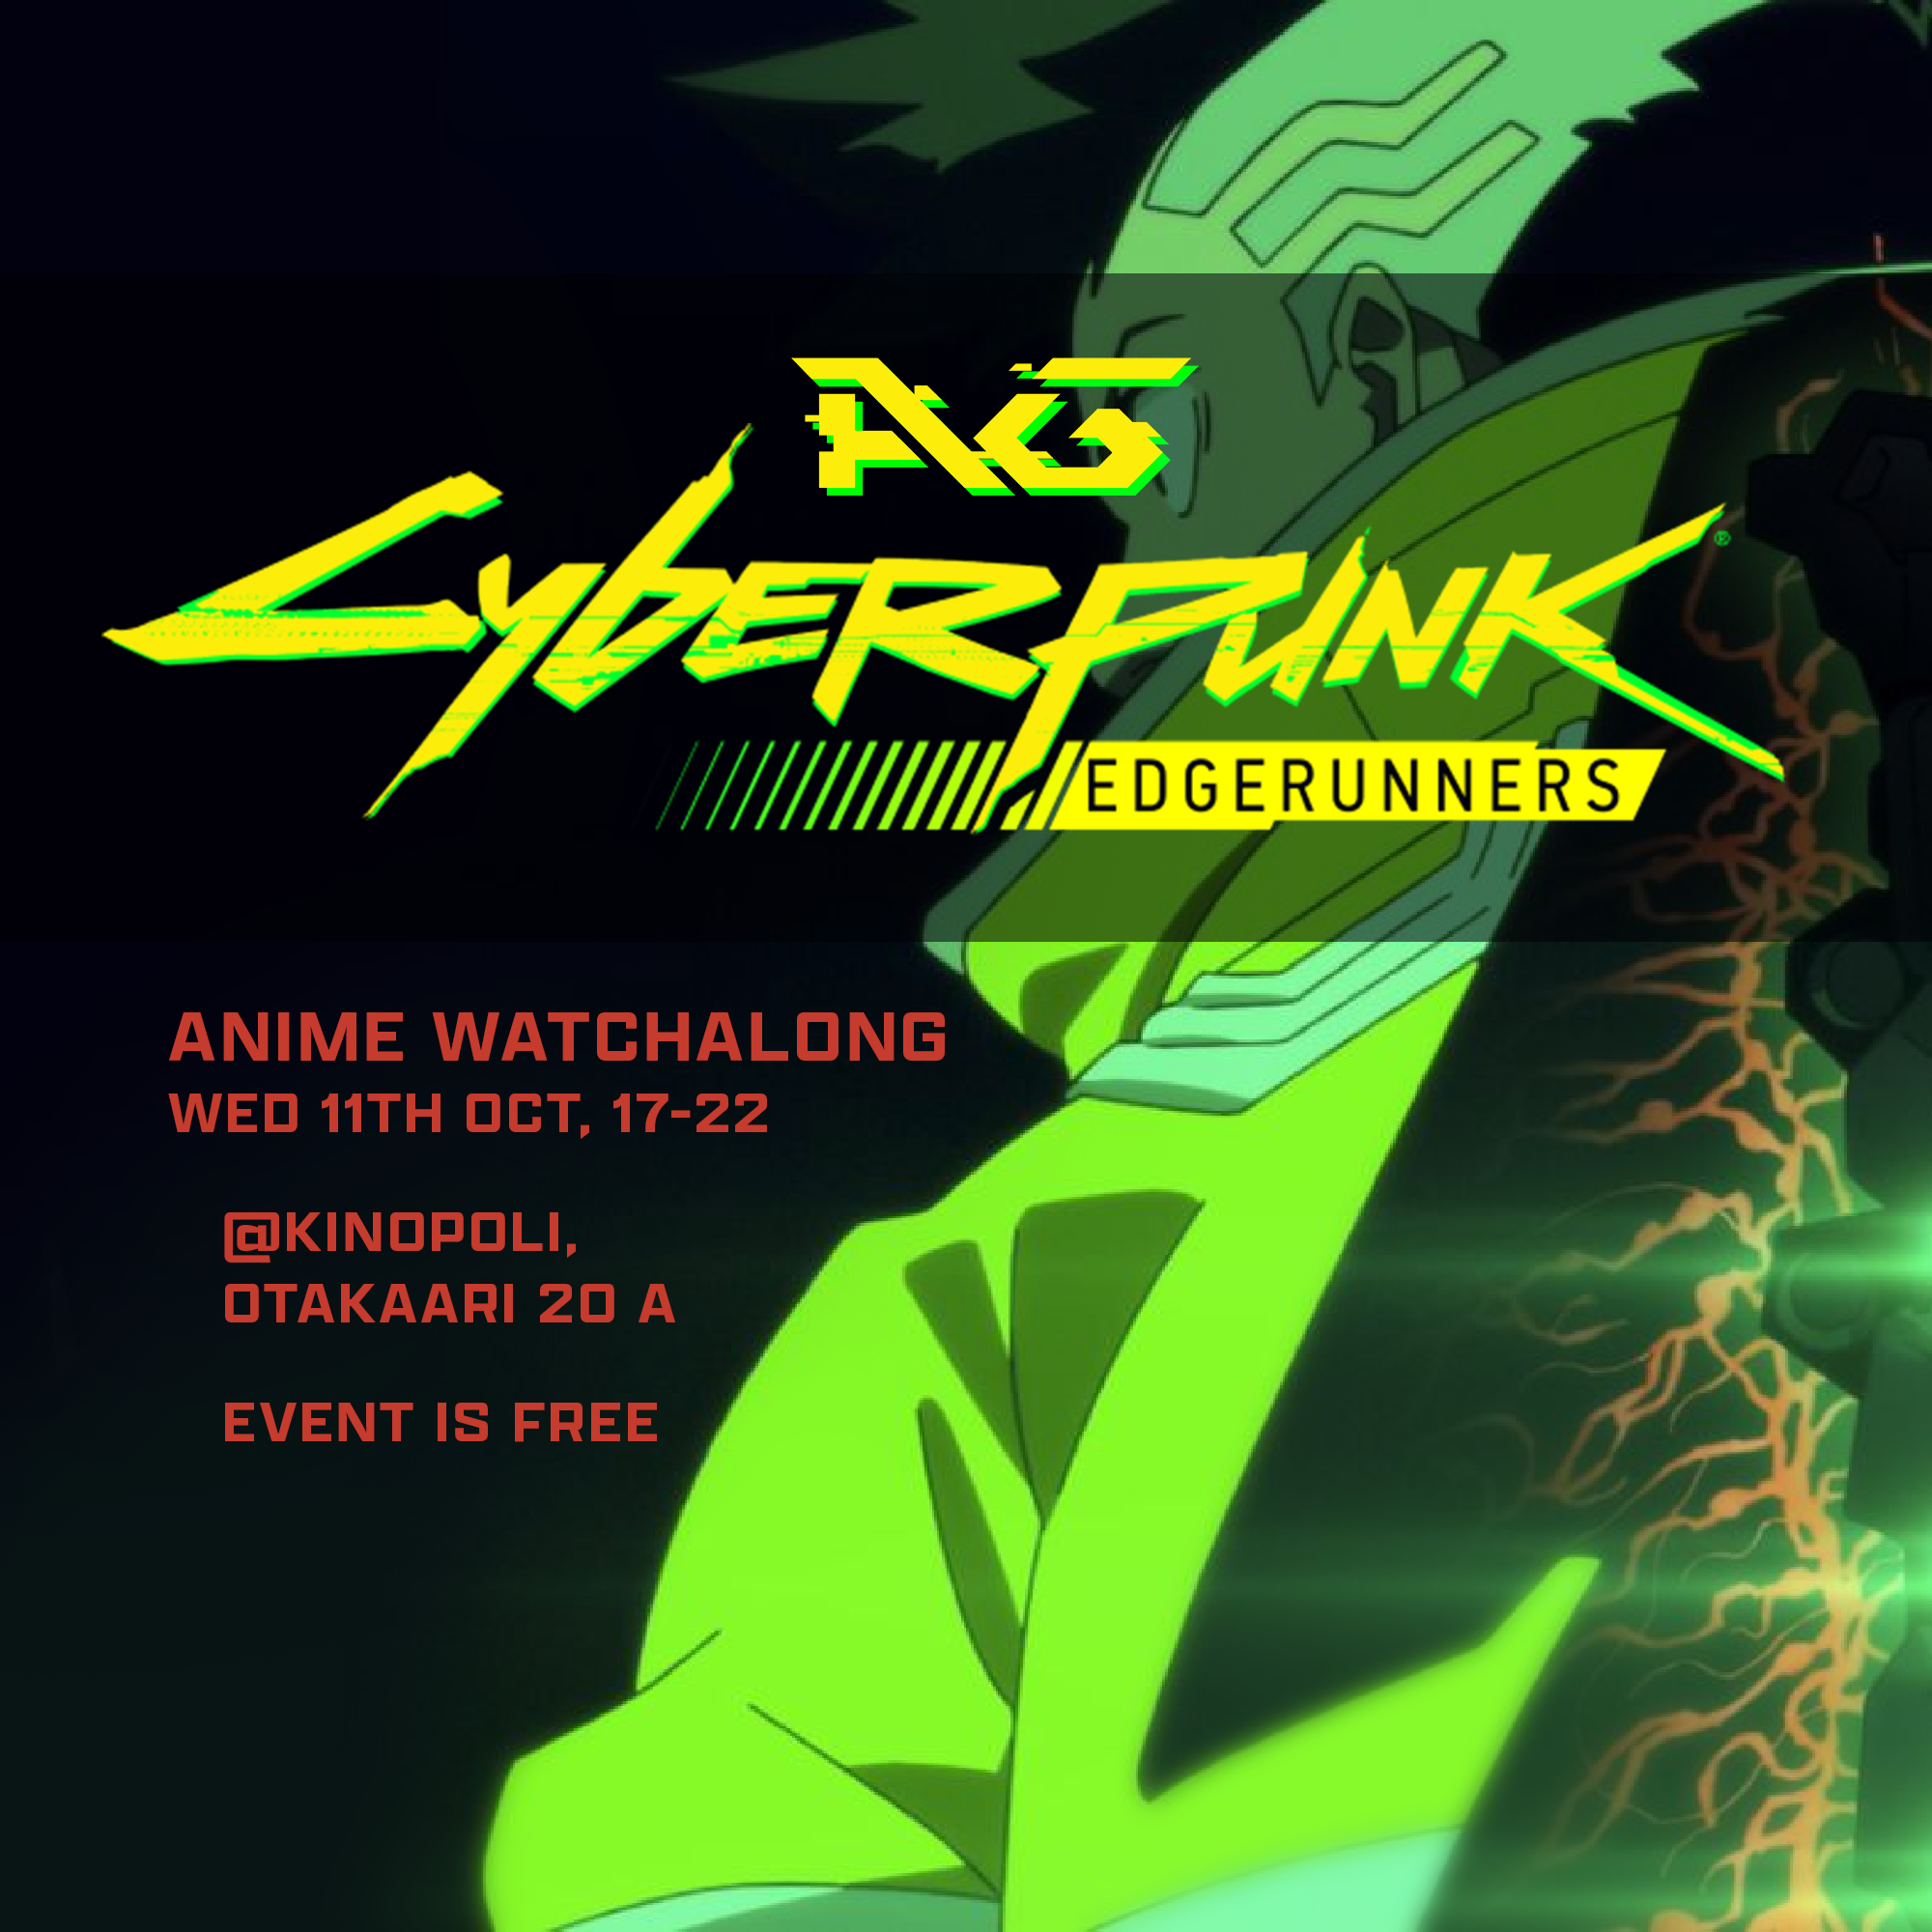 AG
Cyberpunk®
EDGERUNNERS
ANIME WATCHALONG
WED 11TH OCT, 17-22
@KINOPOLI,
OTAKAARI 20 A
EVENT IS FREE